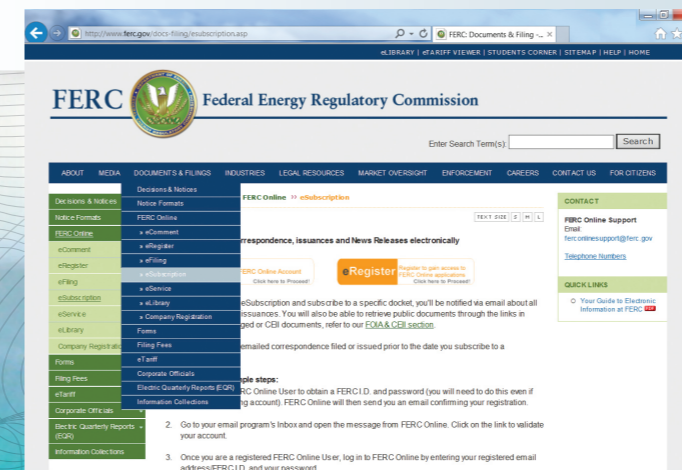 http://www.ferc.gov/docs-filing/esubscription.asp
FERC: Documents & Filing -...
eLIBRARY | eTARIFF VIEWER | STUDENTS CORNER | SITEMAP | HELP | HOME
FERC Federal Energy Regulatory Commission
Enter Search Term(s): Search
ABOUT MEDIA DOCUMENTS & FILINGS INDUSTRIES LEGAL RESOURCES MARKET OVERSIGHT ENFORCEMENT CAREERS CONTACT US FOR CITIZENS
Decisions & Notices
Notice Formats
FERC Online
eComment
eRegister
eFiling
eSubscription
eService
eLibrary
Company Registratio
Forms
Filing Fees
eTariff
Corporate Officials
Electric Quarterly Reports
(EQR)
Information Collections
Decisions & Notices
Notice Formats
FERC Online
» eComment
» eRegister
» eFiling
» eSubscription
» eService
» eLibrary
» Company Registration
Forms
Filing Fees
eTariff
Corporate Officials
Electric Quarterly Reports (EQR)
Information Collections
FERC Online » eSubscription
TEXT SIZE S M L
rrespondence, issuances and News Releases electronically
FERC Online Account
Click here to Proceed!
eRegister Register to gain access to
FERC Online applications
Click here to Proceed!
eSubscription and subscribe to a specific docket, you'll be notified via email about all
issuances. You will also be able to retrieve public documents through the links in
ged or CEII documents, refer to our FOIA & CEII section.
emailed correspondence filed or issued prior to the date you subscribe to a
ple steps:
RC Online User to obtain a FERC I.D. and password (you will need to do this even if
ng account). FERC Online will then send you an email confirming your registration.
2. Go to your email program's Inbox and open the message from FERC Online. Click on the link to validate
your account.
3. Once you are a registered FERC Online User, log in to FERC Online by entering your registered email
address/FERC I.D. and your password.
CONTACT
FERC Online Support
Email:
ferconlinesupport@ferc.gov
Telephone Numbers
QUICK LINKS
Your Guide to Electronic
Information at FERC PDF